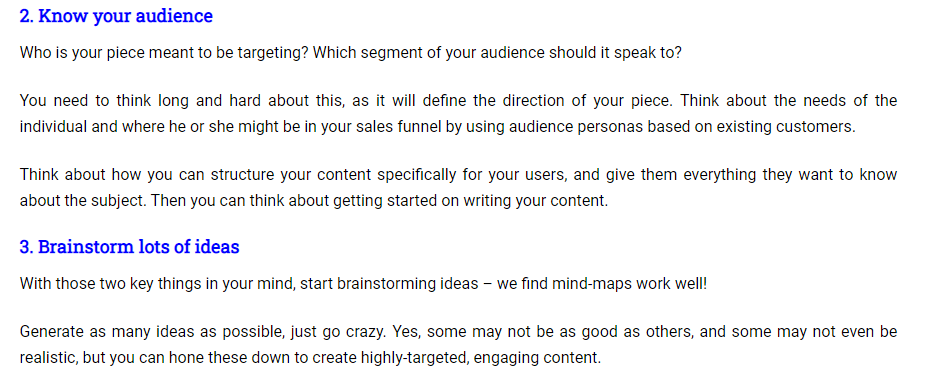 2. Know your audience
Who is your piece meant to be targeting? Which segment of your audience should it speak to?
You need to think long and hard about this, as it will define the direction of your piece. Think about the needs of the
individual and where he or she might be in your sales funnel by using audience personas based on existing customers.
Think about how you can structure your content specifically for your users, and give them everything they want to know
about the subject. Then you can think about getting started on writing your content.
3. Brainstorm lots of ideas
With those two key things in your mind, start brainstorming ideas – we find mind-maps work well!
Generate as many ideas as possible, just go crazy. Yes, some may not be as good as others, and some may not even be
realistic, but you can hone these down to create highly-targeted, engaging content.